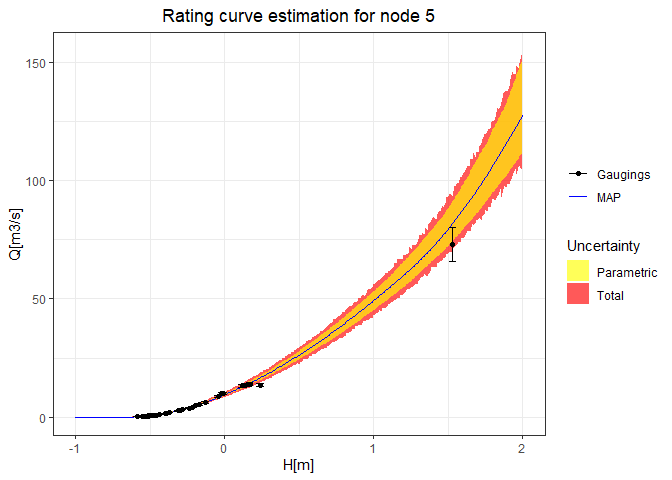 Rating curve estimation for node 5
150
100
50
0
Q[m3/s]
-1
0
1
2
H[m]
Gaugings
MAP
Uncertainty
Parametric
Total